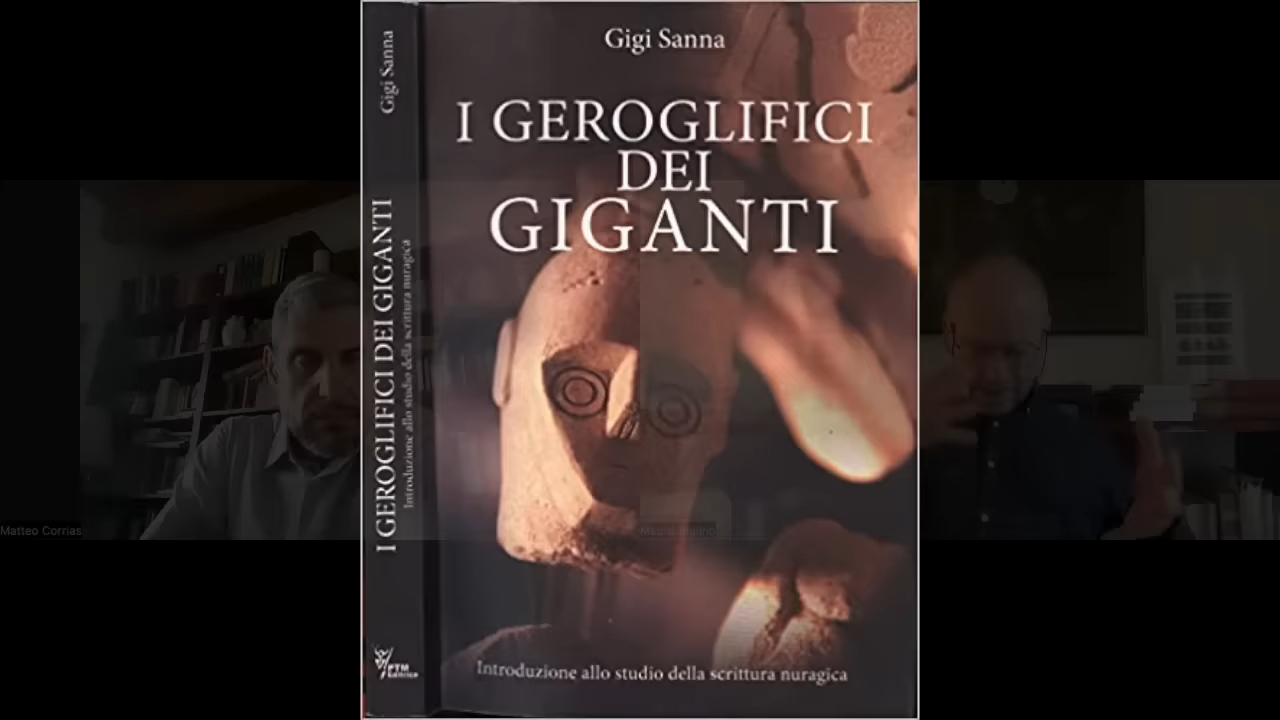 Gigi Sanna
I GEROGLIFICI
DEI
GIGANTI
Introduzione allo studio della scrittura nuragica
Gigi Sanna
I GEROGLIFICI DEI GIGANTI
Introduzione allo studio della scrittura nuragica
PTM
Editrice
Matteo Corrias